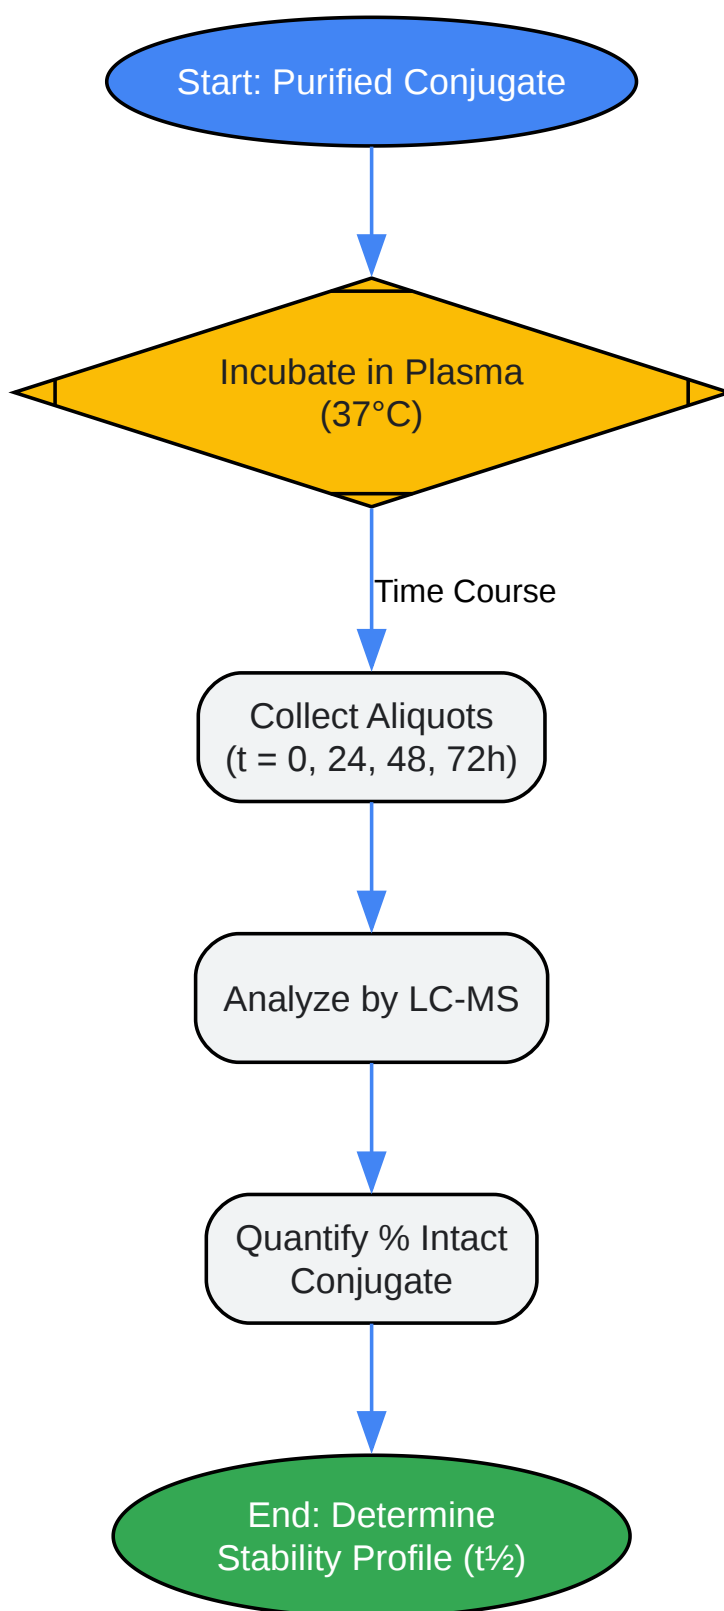 Start: Purified Conjugate
Incubate in Plasma
(37°C)
Time Course
Collect Aliquots
(t = 0, 24, 48, 72h)
Analyze by LC-MS
Quantify % Intact
Conjugate
End: Determine
Stability Profile (t½)